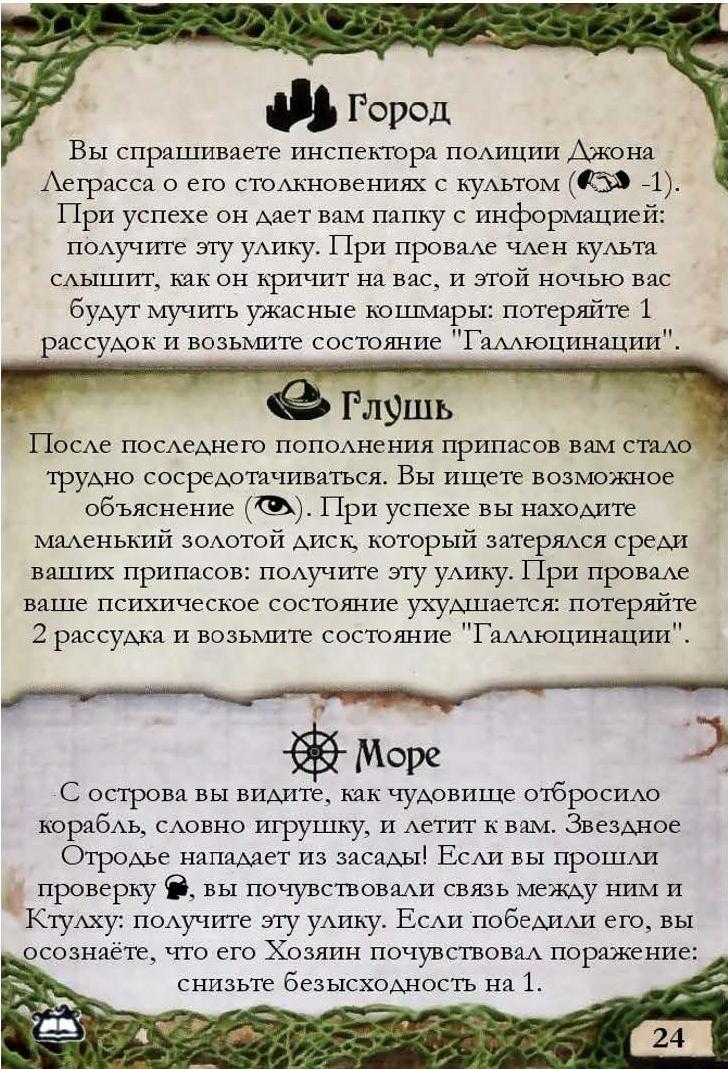 Город
Вы спрашиваете инспектора полиции Джона
Леграсса о его столкновениях с культом ( -1).
При успехе он дает вам папку с информацией:
получите эту улику. При провале член культа
слышит, как он кричит на вас, и этой ночью вас
будут мучить ужасные кошмары: потеряйте 1
рассудок и возьмите состояние "Галлюцинации".
Глушь
После последнего пополнения припасов вам стало
трудно сосредотачиваться. Вы ищете возможное
объяснение ( ). При успехе вы находите
маленький золотой диск, который затерялся среди
ваших припасов: получите эту улику. При провале
ваше психическое состояние ухудшается: потеряйте
2 рассудка и возьмите состояние "Галлюцинации".
Море
С острова вы видите, как чудовище отбросило
корабль, словно игрушку, и летит к вам. Звездное
Отродье нападает из засады! Если вы прошли
проверку , вы почувствовали связь между ним и
Ктулху: получите эту улику. Если победили его, вы
осознаёте, что его Хозяин почувствовал поражение:
снизьте безысходность на 1.
24